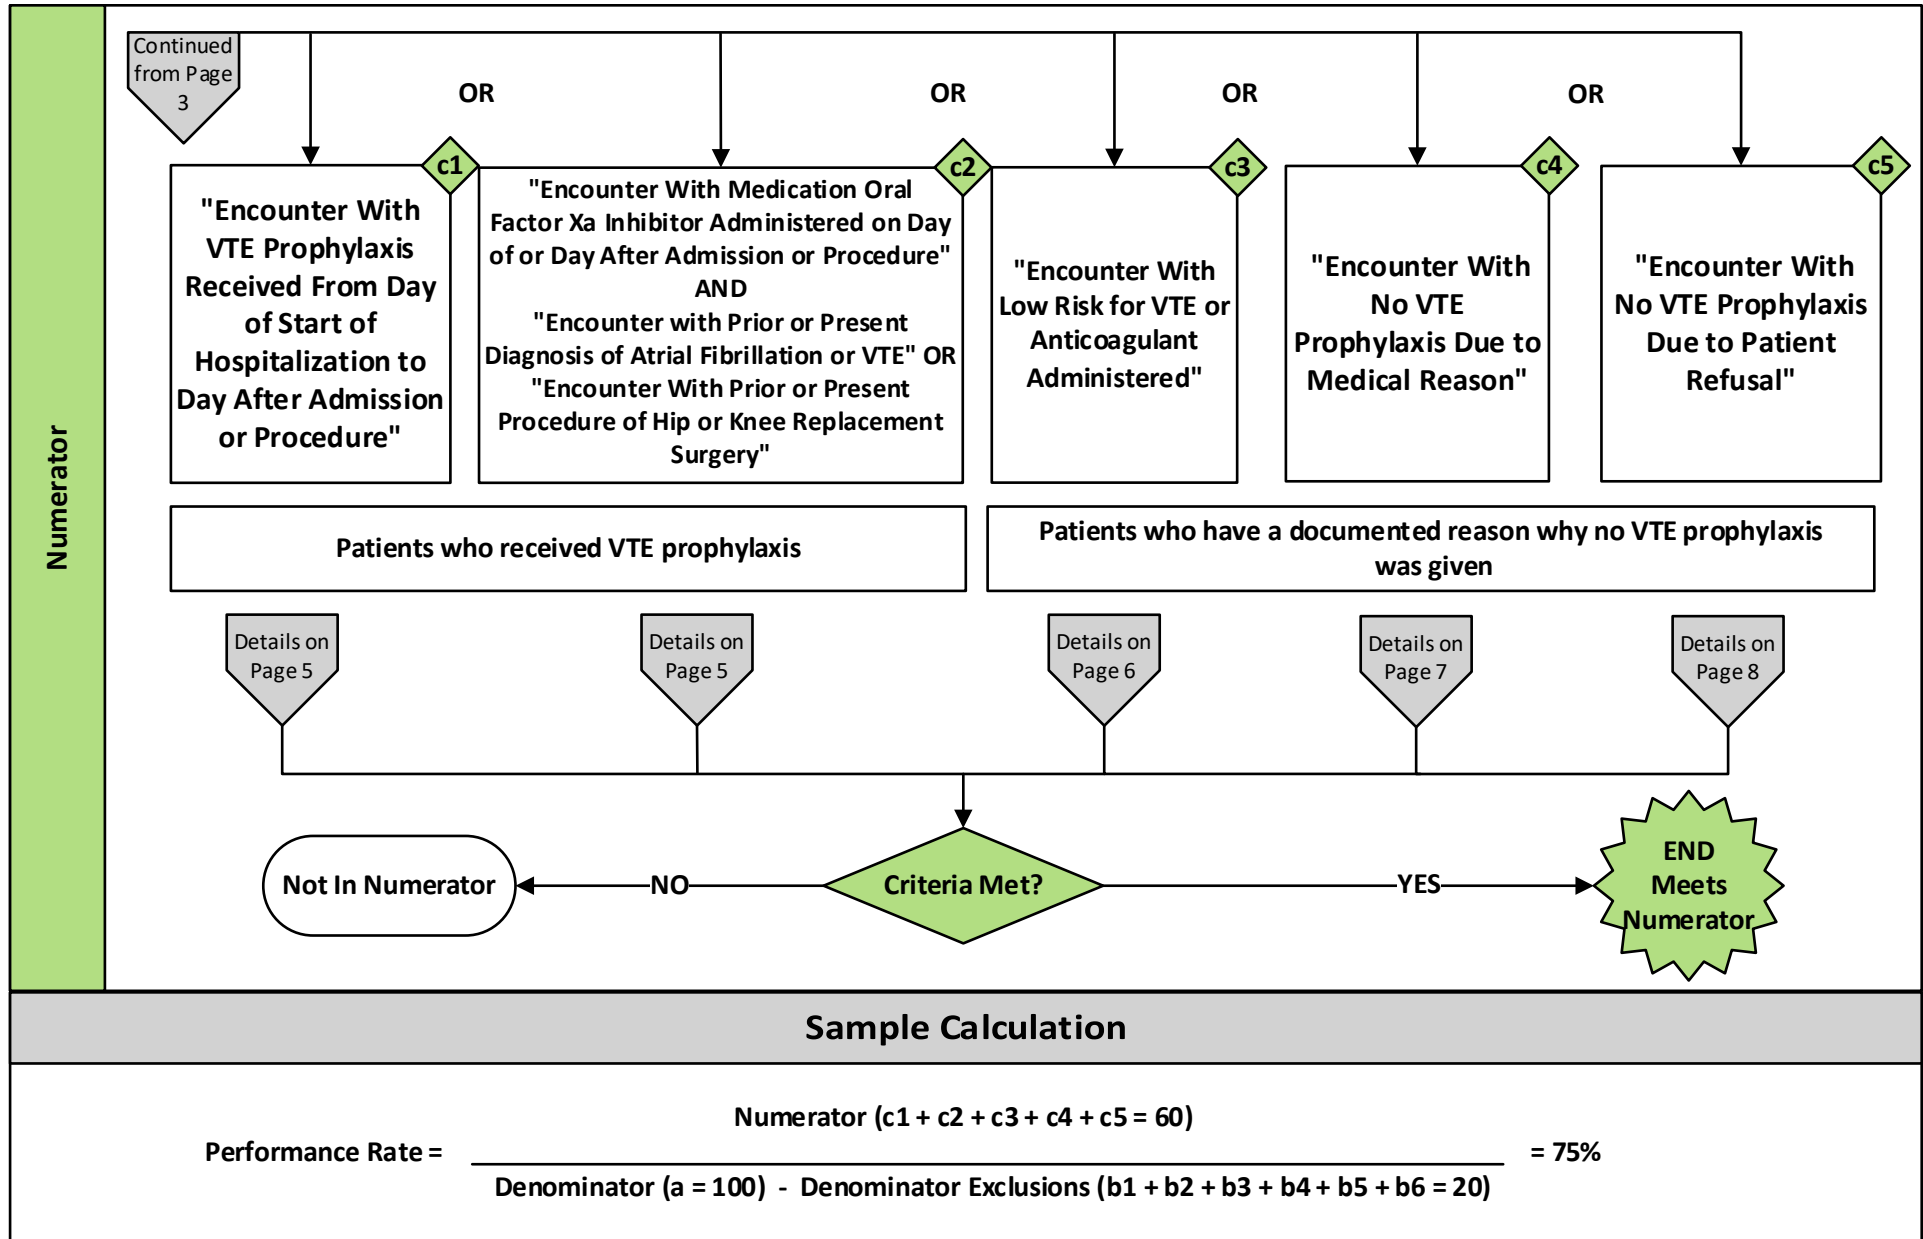 Numerator
Continued
from Page
3
OR
OR
OR
OR
c1
"Encounter With
VTE Prophylaxis
Received From Day
of Start of
Hospitalization to
Day After Admission
or Procedure"
c2
"Encounter With Medication Oral
Factor Xa Inhibitor Administered on Day
of or Day After Admission or Procedure"
AND
"Encounter with Prior or Present
Diagnosis of Atrial Fibrillation or VTE" OR
"Encounter With Prior or Present
Procedure of Hip or Knee Replacement
Surgery"
c3
"Encounter With
Low Risk for VTE or
Anticoagulant
Administered"
c4
"Encounter With
No VTE
Prophylaxis Due to
Medical Reason"
c5
"Encounter With
No VTE Prophylaxis
Due to Patient
Refusal"
Patients who received VTE prophylaxis
Patients who have a documented reason why no VTE prophylaxis
was given
Details on
Page 5
Details on
Page 5
Details on
Page 6
Details on
Page 7
Details on
Page 8
Not In Numerator
NO
Criteria Met?
YES
END
Meets
Numerator
Sample Calculation
Numerator (c1 + c2 + c3 + c4 + c5 = 60)
Performance Rate =
= 75%
Denominator (a = 100) - Denominator Exclusions (b1 + b2 + b3 + b4 + b5 + b6 = 20)